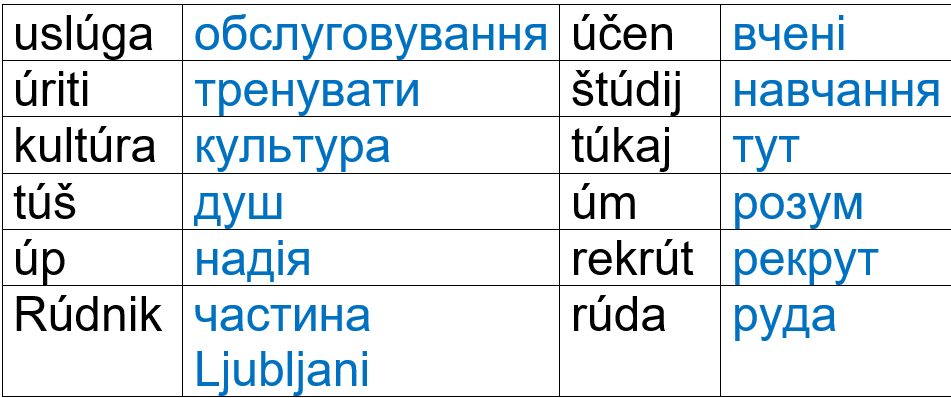 uslúga обслуговування účen вчені
úriti тренувати štúdij навчання
kultúra культура túkaj тут
túš душ úm розум
úp надія rekrút рекрут
Rúdnik частина rúda руда
Ljubljani